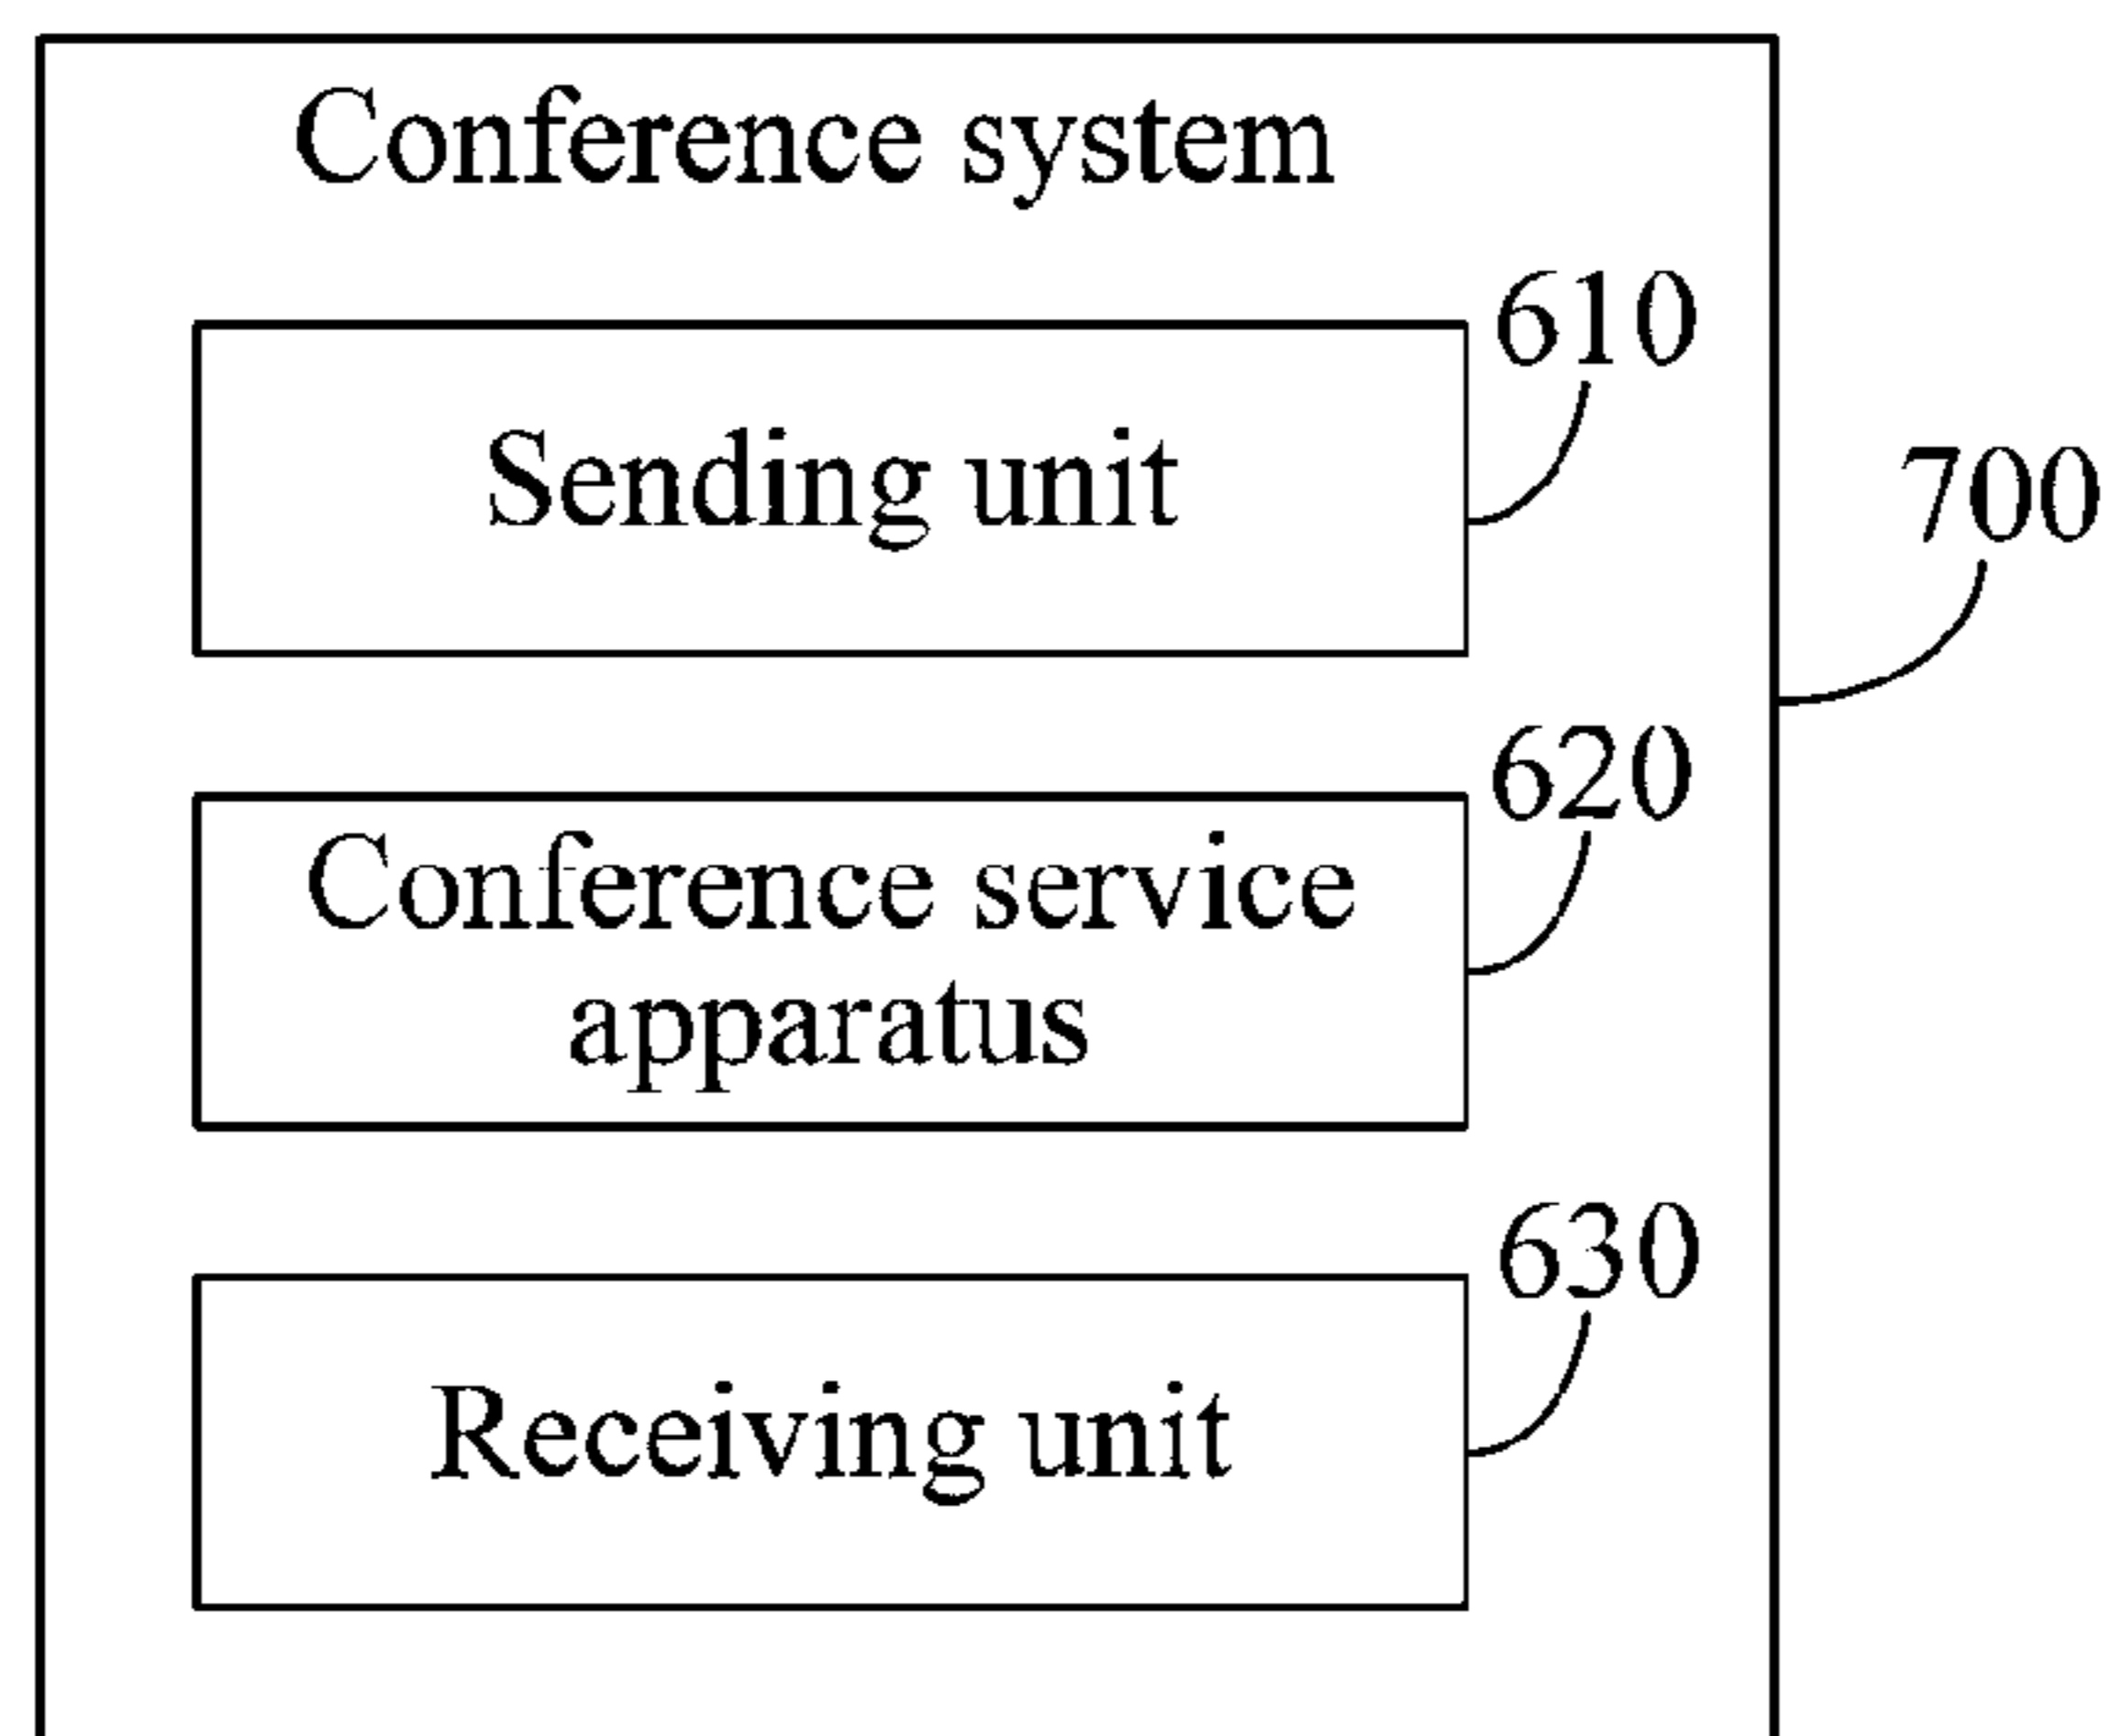 Conference system
610
Sending unit
700
620
Conference service
apparatus
630
Receiving unit